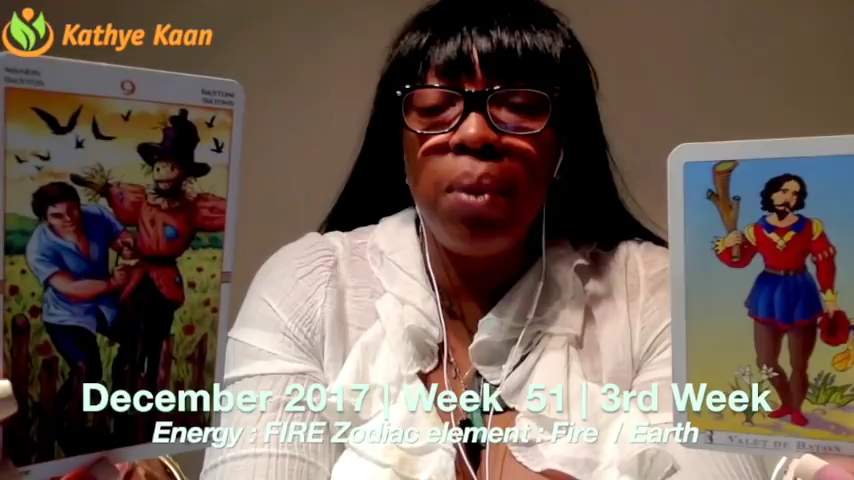 Kathye Kaan
9
December 2017 | Week 51 | 3rd Week
Energy : FIRE Zodiac element : Fire / Earth
VALET DE BATON